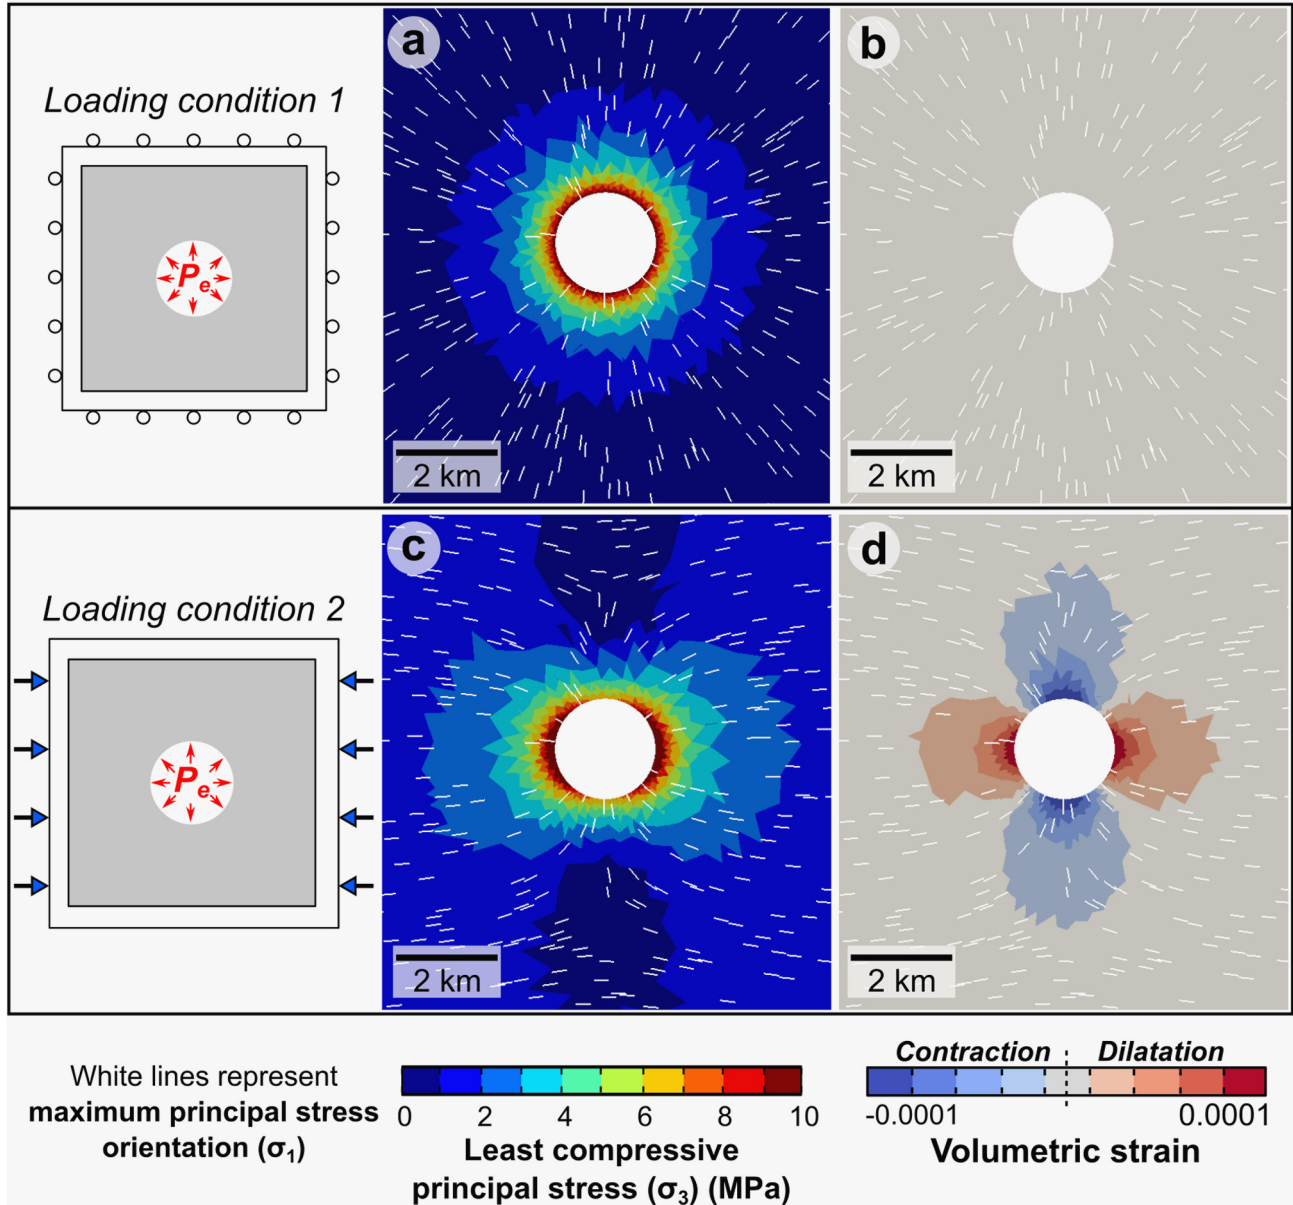 Loading condition 1
P_e
a
2 km
b
2 km
Loading condition 2
P_e
c
2 km
d
2 km
White lines represent
maximum principal stress
orientation (σ₁)
0 2 4 6 8 10
Least compressive
principal stress (σ₃) (MPa)
Contraction Dilatation
-0.0001 0.0001
Volumetric strain